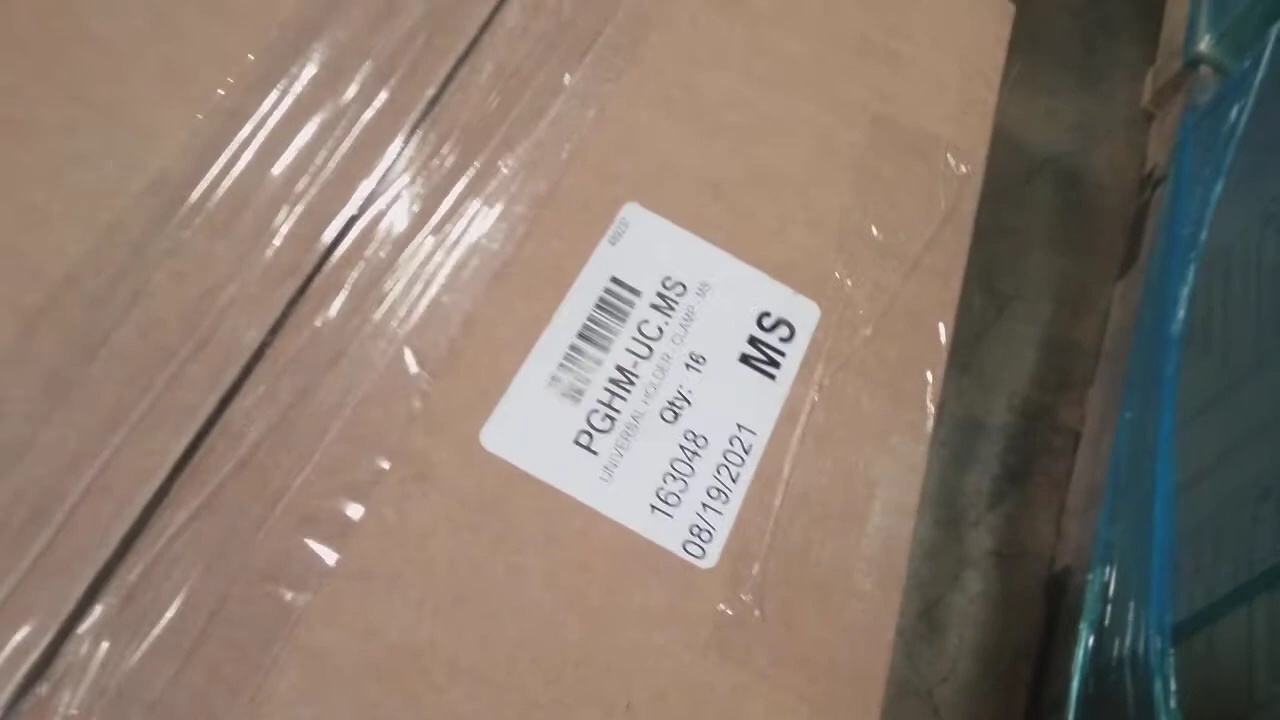 PGHM-UC.MS
UNIVERSAL HOLDER - CLAMP - MS
Qty: 16
163048
08/19/2021
MS